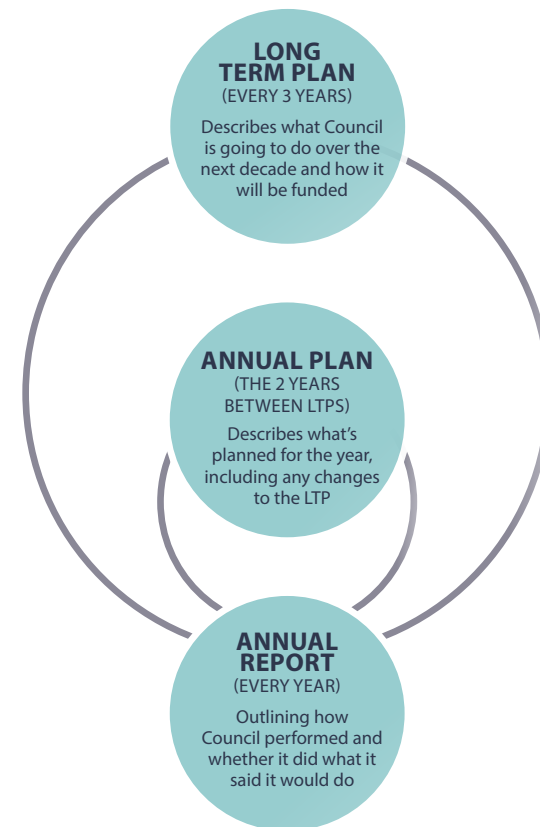 LONG
TERM PLAN
(EVERY 3 YEARS)
Describes what Council
is going to do over the
next decade and how it
will be funded
ANNUAL PLAN
(THE 2 YEARS
BETWEEN LTPS)
Describes what's
planned for the year,
including any changes
to the LTP
ANNUAL
REPORT
(EVERY YEAR)
Outlining how
Council performed and
whether it did what it
said it would do